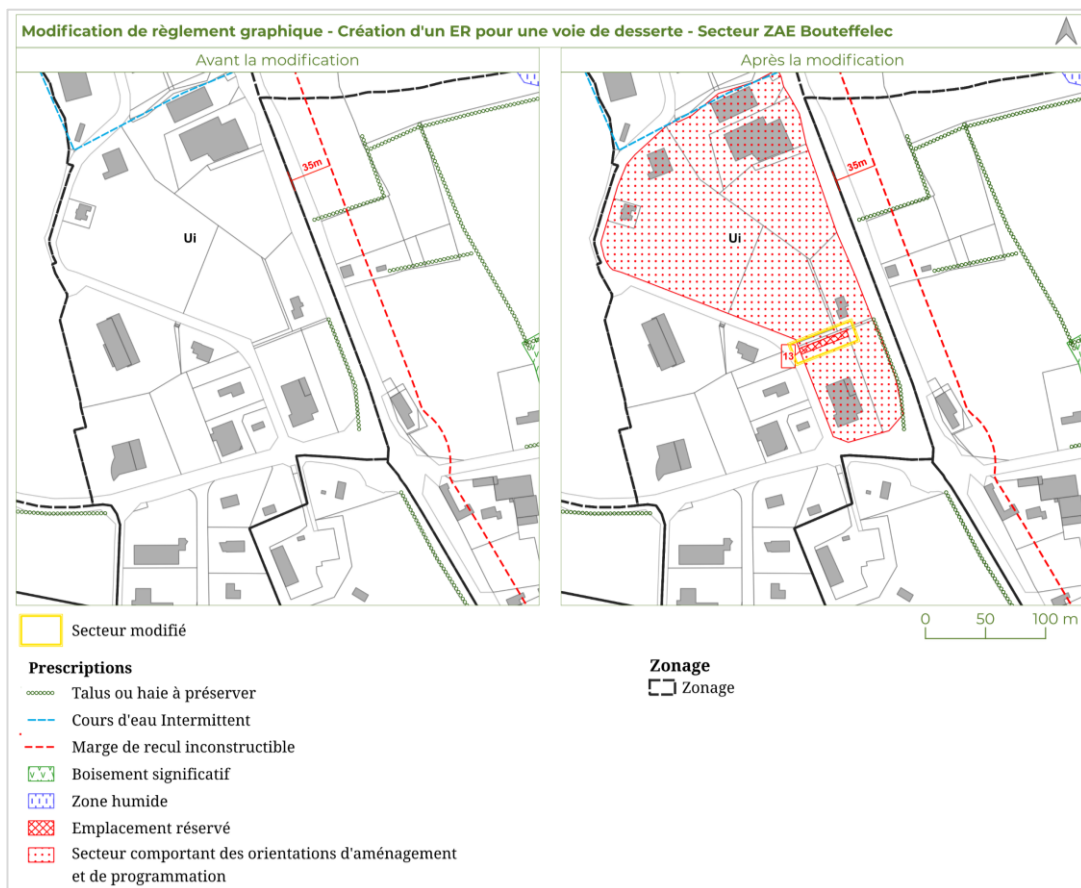 Modification de règlement graphique - Création d'un ER pour une voie de desserte - Secteur ZAE Bouteffelec
Avant la modification
Après la modification
35m
Ui
35m
Ui
13
0 50 100 m
Secteur modifié
Prescriptions
Talus ou haie à préserver
Cours d'eau Intermittent
Marge de recul inconstructible
Boisement significatif
Zone humide
Emplacement réservé
Secteur comportant des orientations d'aménagement
et de programmation
Zonage
Zonage